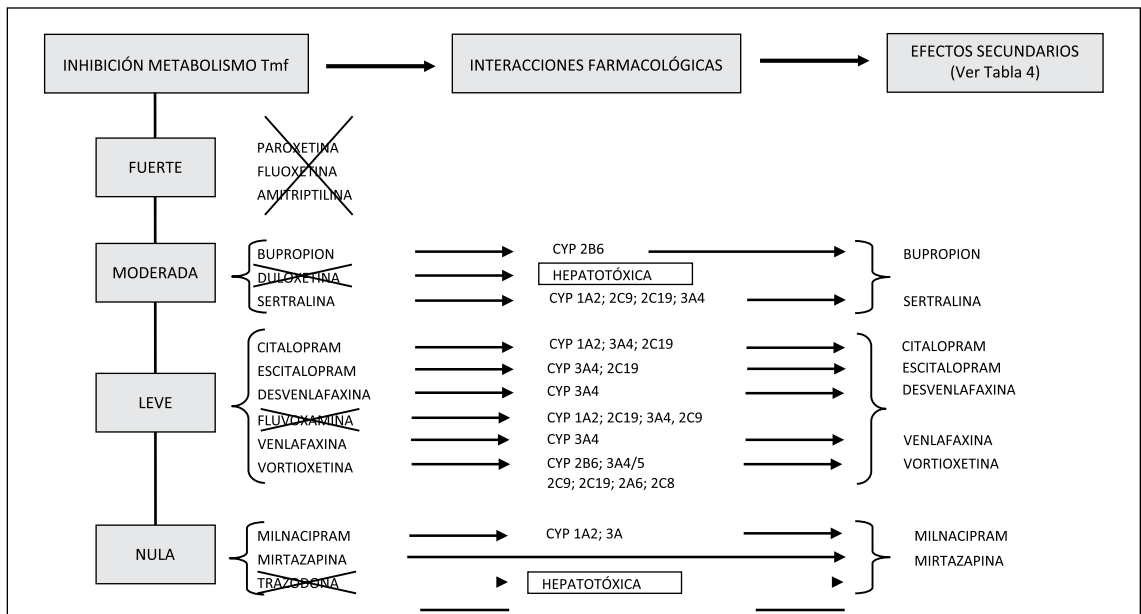 INHIBICIÓN METABOLISMO Tmf
INTERACCIONES FARMACOLÓGICAS
EFECTOS SECUNDARIOS
(Ver Tabla 4)
FUERTE
PAROXETINA
FLUOXETINA
AMITRIPTILINA
MODERADA
BUPROPION CYP 2B6 BUPROPION
DULOXETINA HEPATOTÓXICA
SERTRALINA CYP 1A2; 2C9; 2C19; 3A4 SERTRALINA
LEVE
CITALOPRAM CYP 1A2; 3A4; 2C19 CITALOPRAM
ESCITALOPRAM CYP 3A4; 2C19 ESCITALOPRAM
DESVENLAFAXINA CYP 3A4 DESVENLAFAXINA
FLUVOXAMINA CYP 1A2; 2C19; 3A4, 2C9
VENLAFAXINA CYP 3A4 VENLAFAXINA
VORTIOXETINA CYP 2B6; 3A4/5 VORTIOXETINA
2C9; 2C19; 2A6; 2C8
NULA
MILNACIPRAM CYP 1A2; 3A MILNACIPRAM
MIRTAZAPINA MIRTAZAPINA
TRAZODONA HEPATOTÓXICA